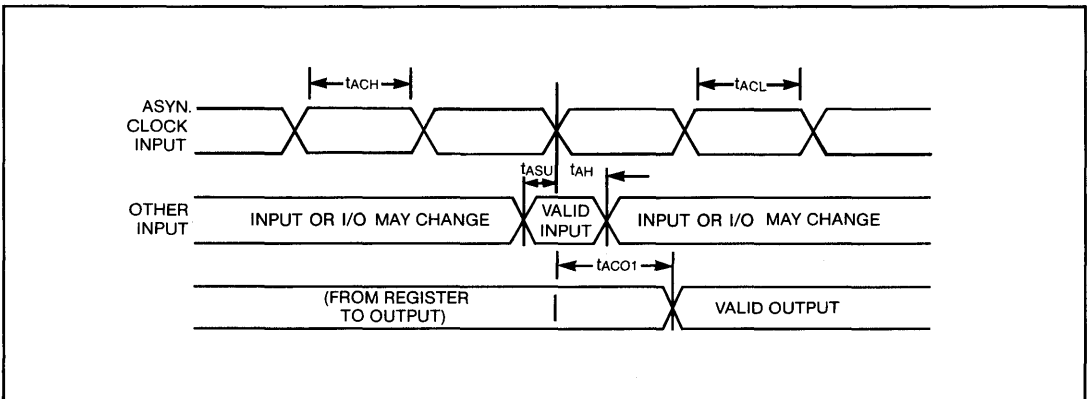 tACH
tACL
ASYN.
CLOCK
INPUT
tASU
tAH
OTHER
INPUT
INPUT OR I/O MAY CHANGE
VALID
INPUT
INPUT OR I/O MAY CHANGE
tACO1
(FROM REGISTER
TO OUTPUT)
VALID OUTPUT